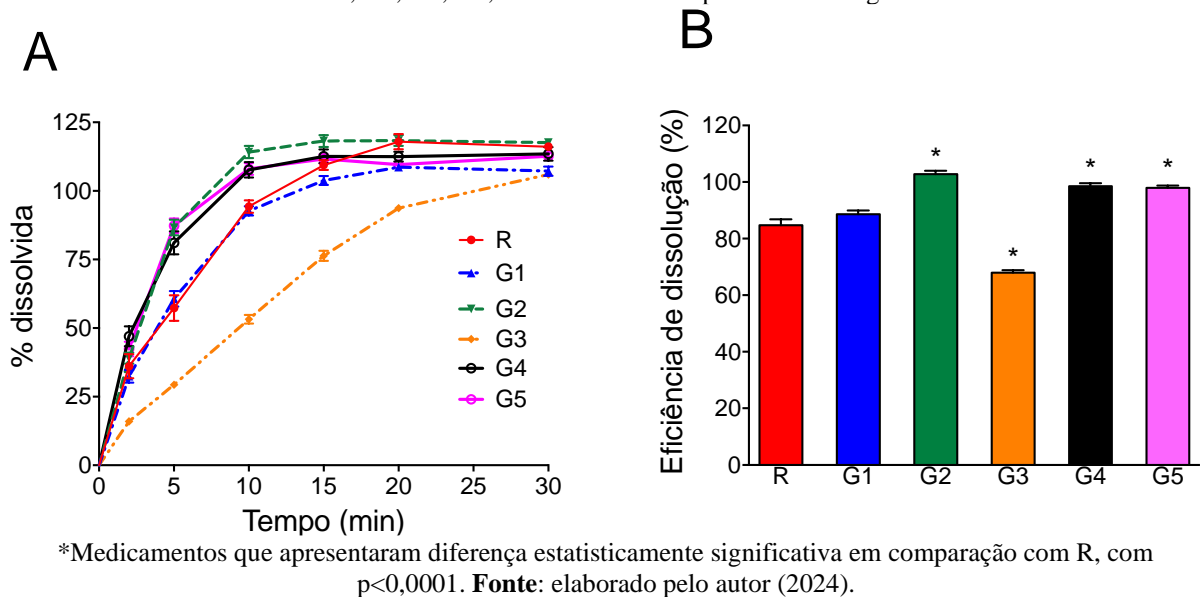 A
% dissolvida
125
100
75
50
25
0
0 5 10 15 20 25 30
Tempo (min)
R
G1
G2
G3
G4
G5
B
Eficiência de dissolução (%)
120
100
80
60
40
20
0
* * * *
R G1 G2 G3 G4 G5
*Medicamentos que apresentaram diferença estatisticamente significativa em comparação com R, com
p<0,0001. Fonte: elaborado pelo autor (2024).